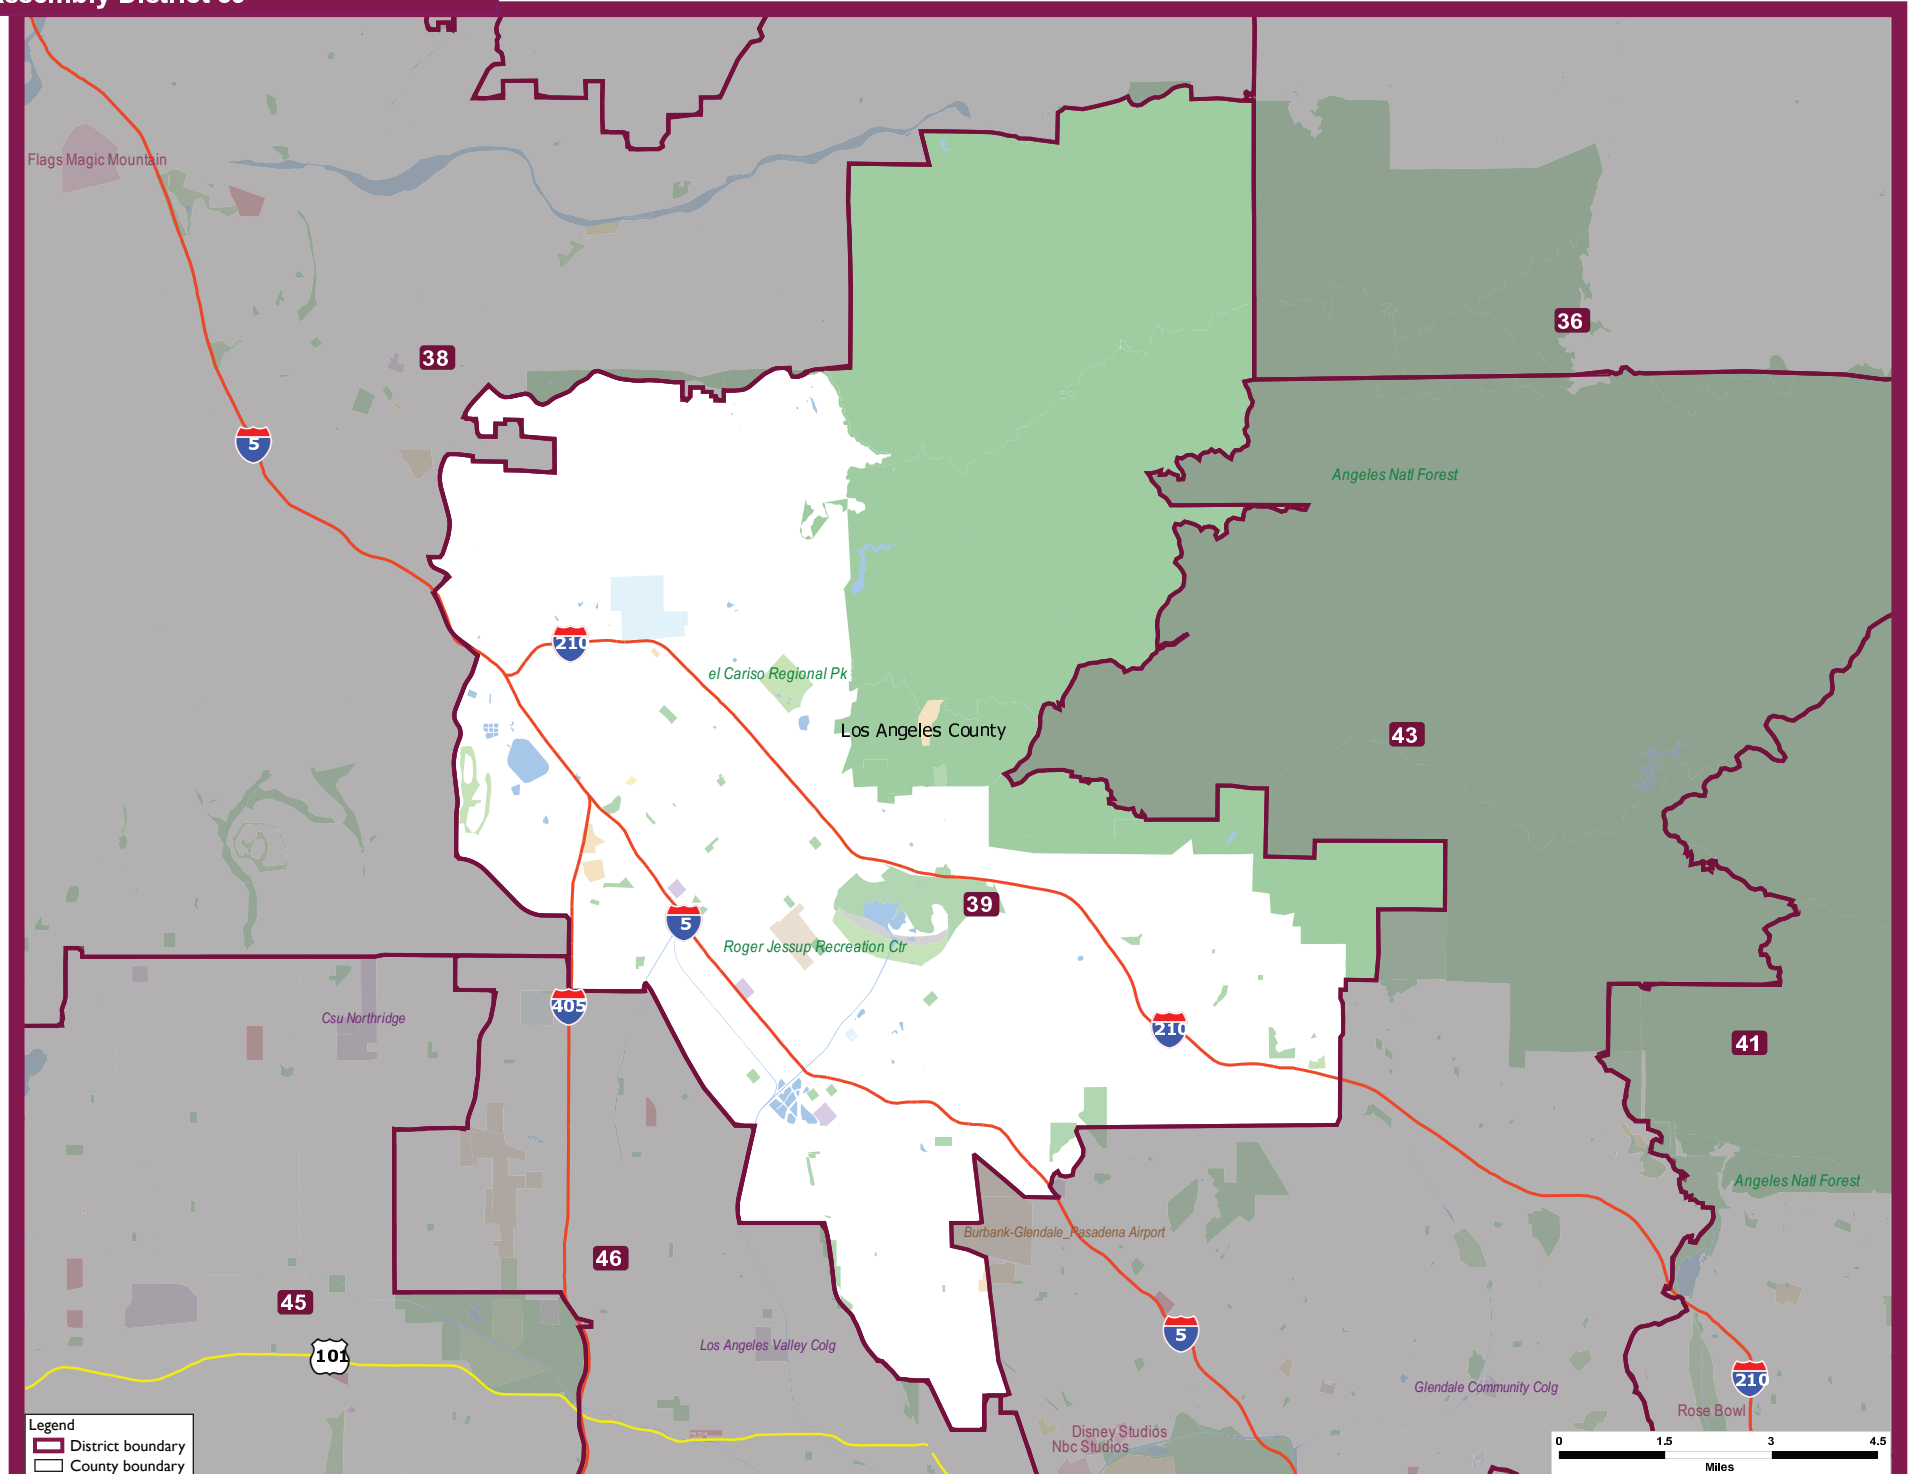 Assembly District 39
Flags Magic Mountain
36
38
5
Angeles Natl Forest
210
el Cariso Regional Pk
Los Angeles County
43
39
5
Roger Jessup Recreation Ctr
405
Csu Northridge
210
41
Angeles Natl Forest
Burbank-Glendale_Pasadena Airport
46
45
5
101
Los Angeles Valley Colg
210
Glendale Community Colg
Rose Bowl
Disney Studios
Nbc Studios
Legend
District boundary
County boundary
0 1.5 3 4.5
Miles